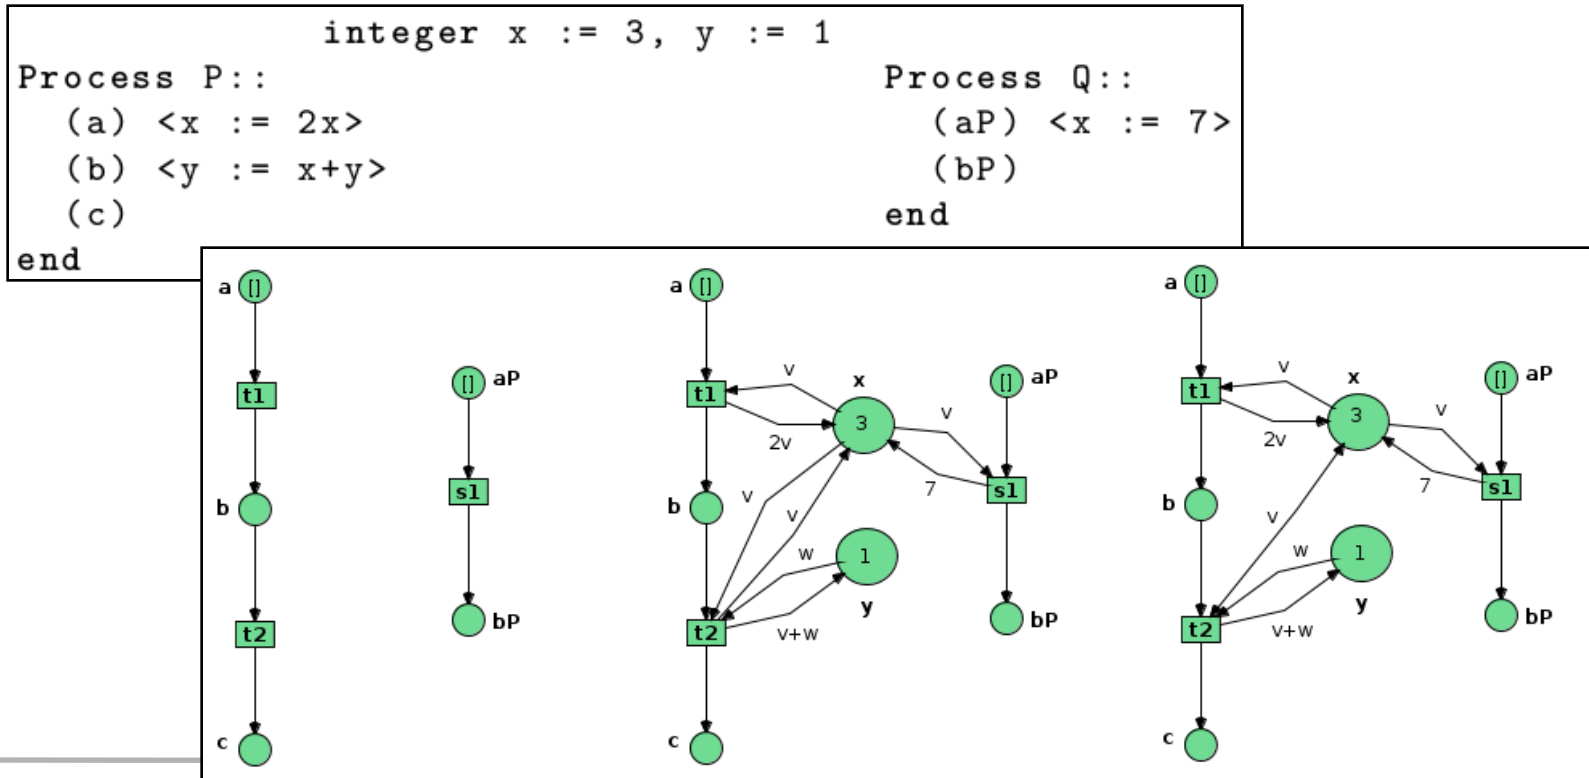 integer x := 3, y := 1
Process P::
(a) <x := 2x>
(b) <y := x+y>
(c)
end
Process Q::
(aP) <x := 7>
(bP)
end
a []
t1
b
t2
c
[] aP
s1
bP
a []
t1
v
2v
x
3
v
7
[] aP
s1
b
v
v
w
1
y
v+w
t2
bP
c
a []
t1
v
2v
x
3
v
7
[] aP
s1
b
v
w
1
y
v+w
t2
bP
c